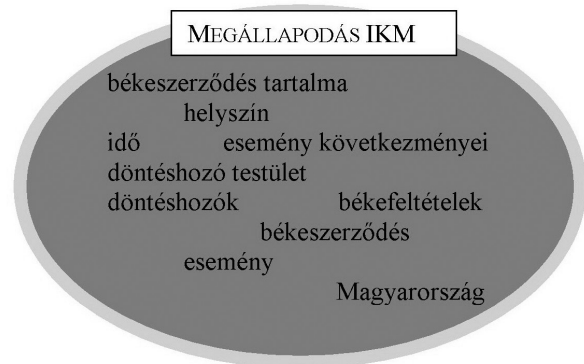 MEGÁLLAPODÁS IKM
békeszerződés tartalma
helyszín
idő esemény következményei
döntéshozó testület
döntéshozók békefeltételek
békeszerződés
esemény
Magyarország